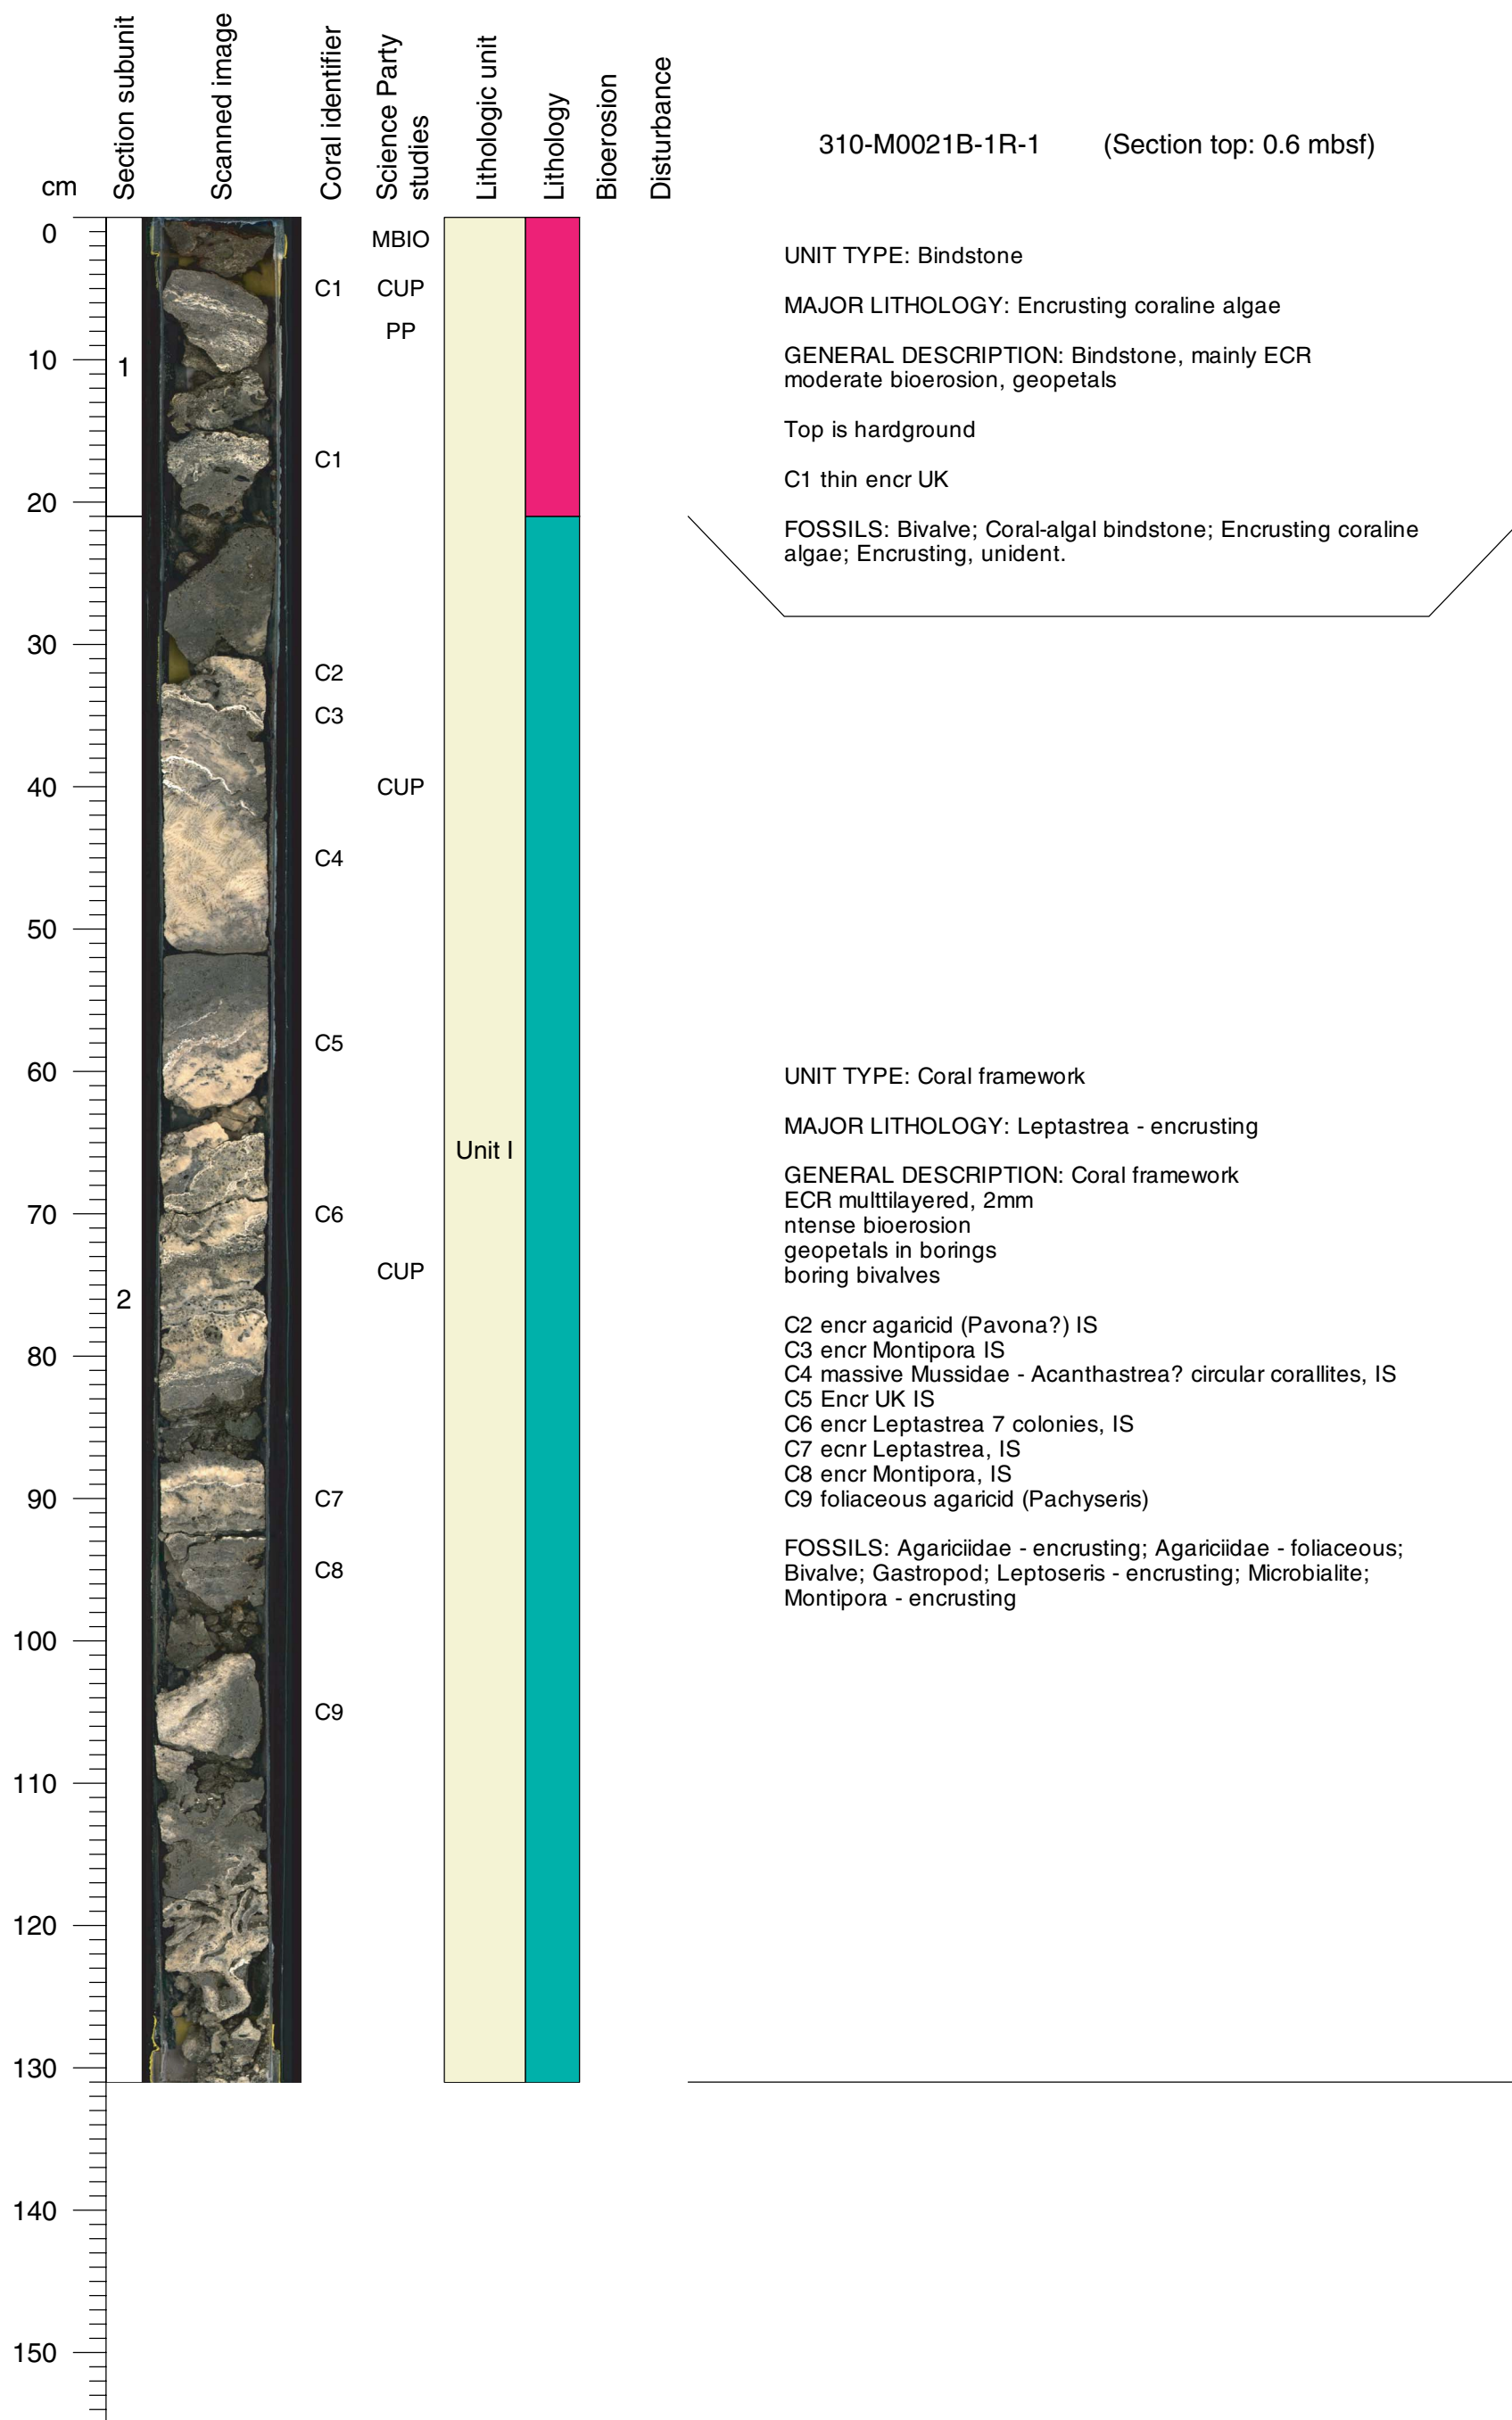 Section subunit
Scanned image
Coral identifier
Science Party
studies
Lithologic unit
Lithology
Bioerosion
Disturbance
310-M0021B-1R-1 (Section top: 0.6 mbsf)
cm
0
10
20
30
40
50
60
70
80
90
100
110
120
130
140
150
1
2
C1
C1
C2
C3
C4
C5
C6
C7
C8
C9
MBIO
CUP
PP
CUP
CUP
Unit I
UNIT TYPE: Bindstone
MAJOR LITHOLOGY: Encrusting coraline algae
GENERAL DESCRIPTION: Bindstone, mainly ECR
moderate bioerosion, geopetals
Top is hardground
C1 thin encr UK
FOSSILS: Bivalve; Coral-algal bindstone; Encrusting coraline
algae; Encrusting, unident.
UNIT TYPE: Coral framework
MAJOR LITHOLOGY: Leptastrea - encrusting
GENERAL DESCRIPTION: Coral framework
ECR multtilayered, 2mm
ntense bioerosion
geopetals in borings
boring bivalves
C2 encr agaricid (Pavona?) IS
C3 encr Montipora IS
C4 massive Mussidae - Acanthastrea? circular corallites, IS
C5 Encr UK IS
C6 encr Leptastrea 7 colonies, IS
C7 ecnr Leptastrea, IS
C8 encr Montipora, IS
C9 foliaceous agaricid (Pachyseris)
FOSSILS: Agariciidae - encrusting; Agariciidae - foliaceous;
Bivalve; Gastropod; Leptoseris - encrusting; Microbialite;
Montipora - encrusting